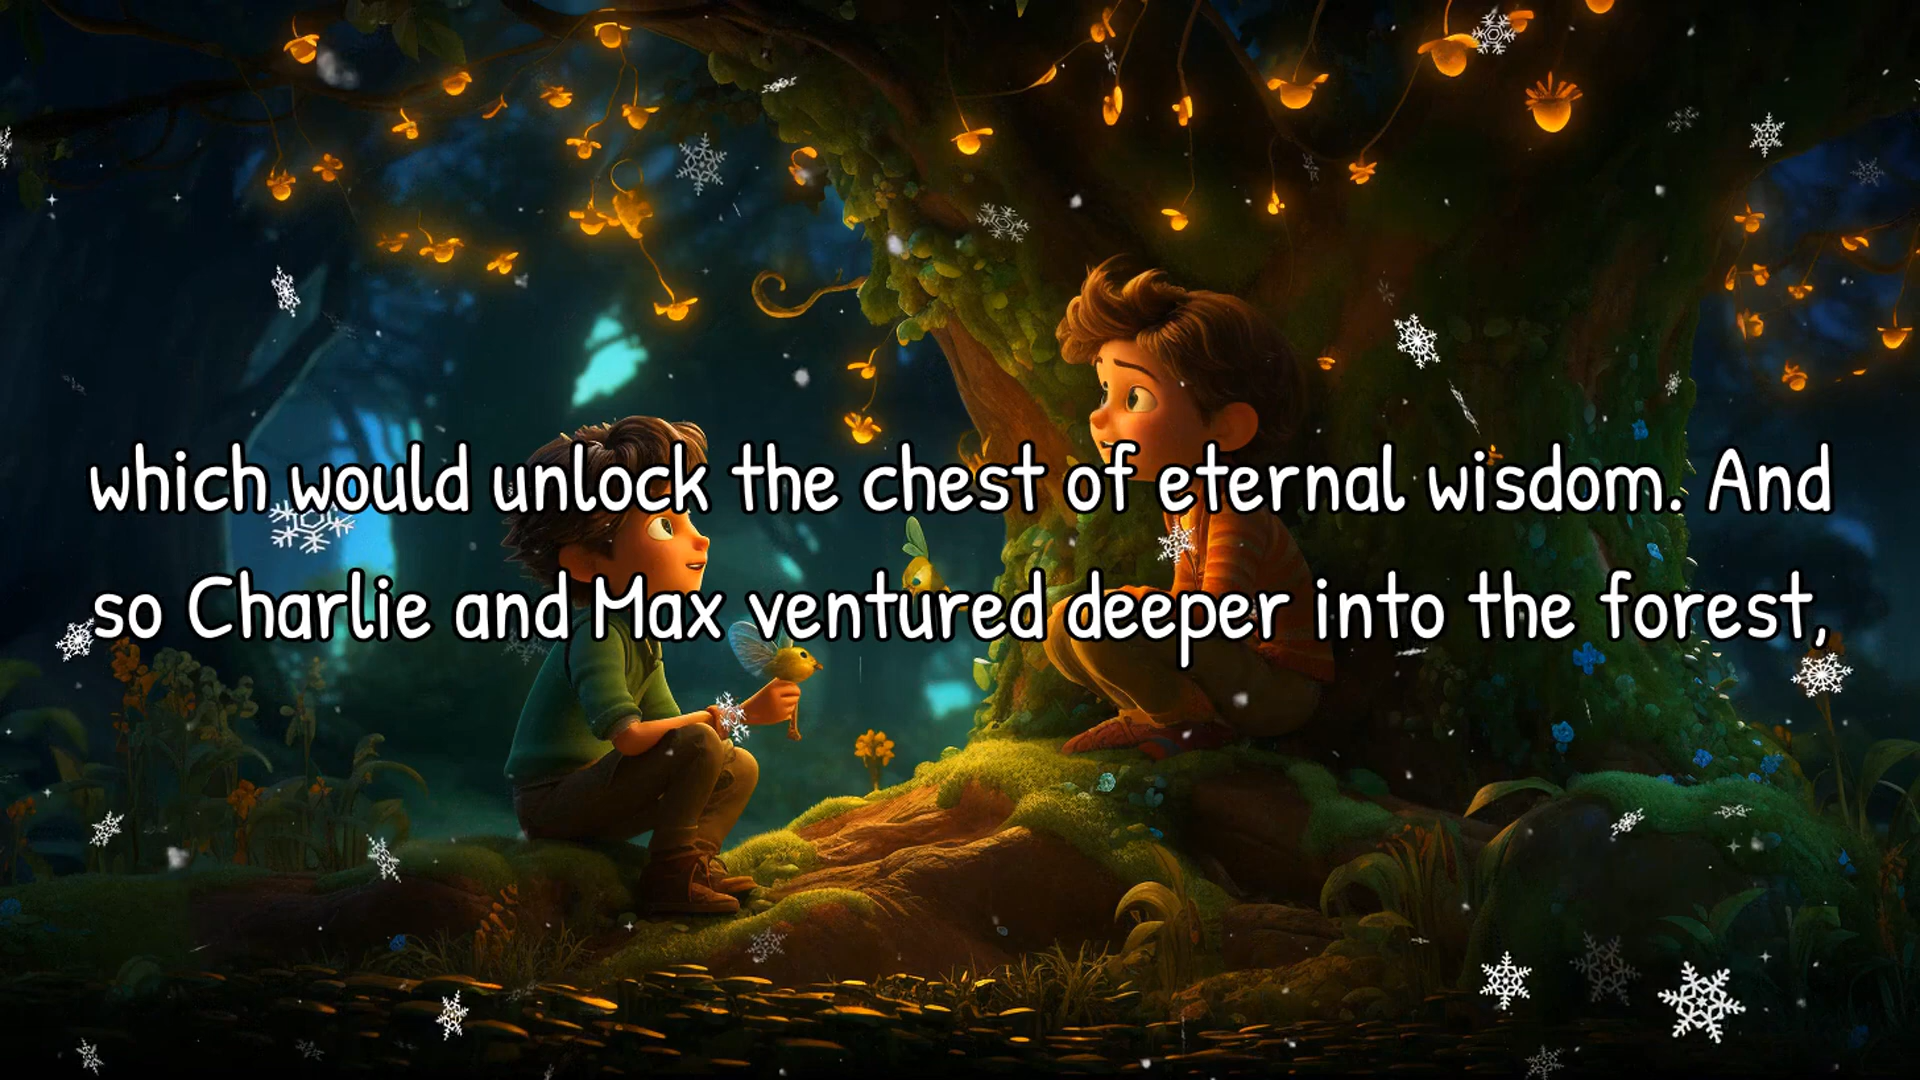 which would unlock the chest of eternal wisdom. And
so Charlie and Max ventured deeper into the forest,